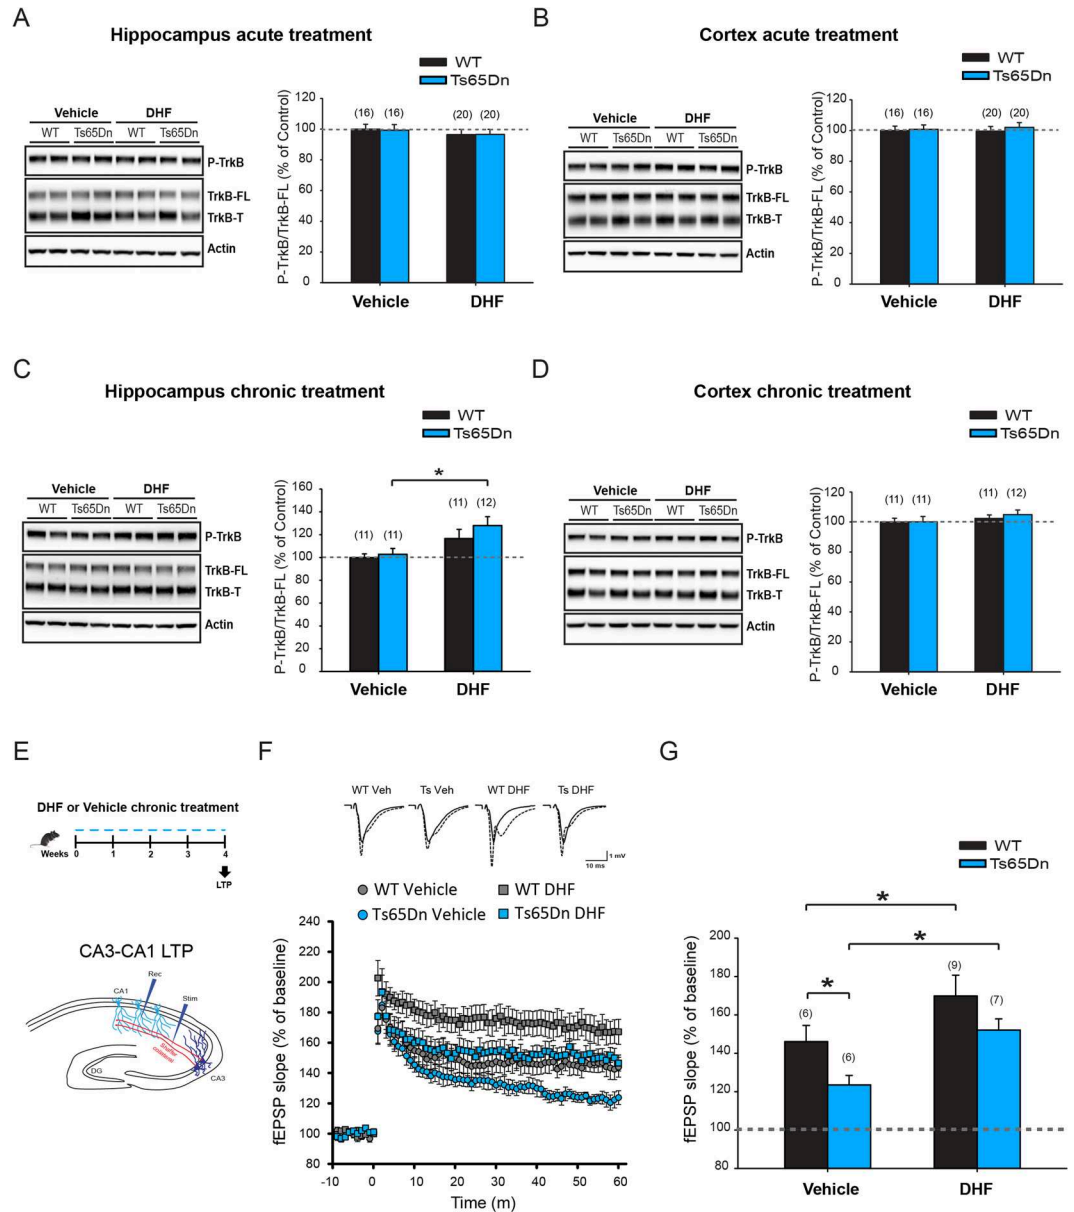 A
Hippocampus acute treatment
WT
Ts65Dn
Vehicle DHF
WT Ts65Dn WT Ts65Dn
P-TrkB
TrkB-FL
TrkB-T
Actin
P-TrkB/TrkB-FL (% of Control)
120
100
80
60
40
20
0
(16) (16) (20) (20)
Vehicle DHF
B
Cortex acute treatment
WT
Ts65Dn
Vehicle DHF
WT Ts65Dn WT Ts65Dn
P-TrkB
TrkB-FL
TrkB-T
Actin
P-TrkB/TrkB-FL (% of Control)
120
100
80
60
40
20
0
(16) (16) (20) (20)
Vehicle DHF
C
Hippocampus chronic treatment
WT
Ts65Dn
Vehicle DHF
WT Ts65Dn WT Ts65Dn
P-TrkB
TrkB-FL
TrkB-T
Actin
P-TrkB/TrkB-FL (% of Control)
160
140
120
100
80
60
40
20
0
*
(11) (11) (11) (12)
Vehicle DHF
D
Cortex chronic treatment
WT
Ts65Dn
Vehicle DHF
WT Ts65Dn WT Ts65Dn
P-TrkB
TrkB-FL
TrkB-T
Actin
P-TrkB/TrkB-FL (% of Control)
120
100
80
60
40
20
0
(11) (11) (11) (12)
Vehicle DHF
E
DHF or Vehicle chronic treatment
Weeks 0 1 2 3 4
LTP
CA3-CA1 LTP
Rec
CA1
Stim
Shaffer
collateral
DG
CA3
F
WT Veh Ts Veh WT DHF Ts DHF
1 mV
10 ms
WT Vehicle WT DHF
Ts65Dn Vehicle Ts65Dn DHF
fEPSP slope (% of baseline)
240
220
200
180
160
140
120
100
80
-10 0 10 20 30 40 50 60
Time (m)
G
WT
Ts65Dn
*
*
*
(6) (6) (9) (7)
fEPSP slope (% of baseline)
200
180
160
140
120
100
80
Vehicle DHF